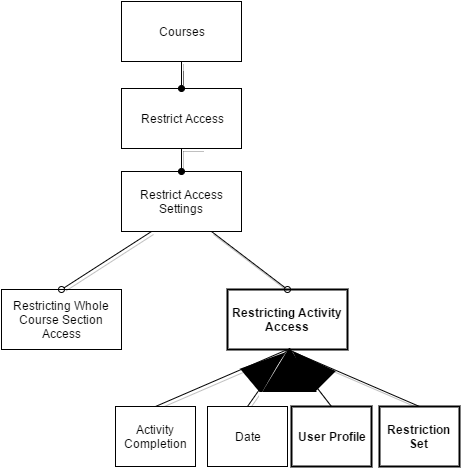 Courses
Restrict Access
Restrict Access
Settings
Restricting Whole
Course Section
Access
Restricting Activity
Access
Activity
Completion
Date
User Profile
Restriction
Set